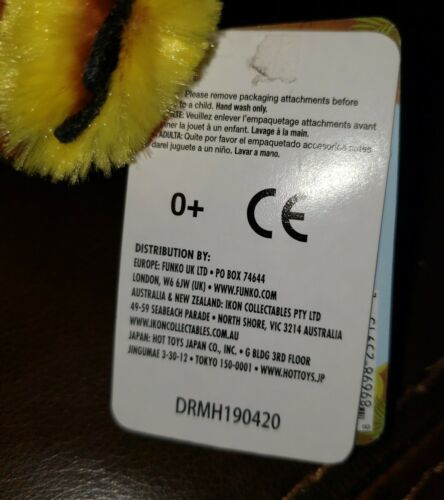 Please remove packaging attachments before
to a child. Hand wash only.
Veuillez enlever l'empaquetage attachments avant
le jouet à un enfant. Lavage à la main.
Quite por favor el empaquetado accesorios
juguete a un niño. Lavar a mano.
0+ CE
DISTRIBUTION BY:
EUROPE: FUNKO UK LTD • PO BOX 74644
LONDON, W6 6JW (UK) • WWW.FUNKO.COM
AUSTRALIA & NEW ZEALAND: IKON COLLECTABLES PTY LTD
49-59 SEABEACH PARADE • NORTH SHORE, VIC 3214 AUSTRALIA
WWW.IKONCOLLECTABLES.COM.AU
JAPAN: HOT TOYS JAPAN CO., INC. • G BLDG 3RD FLOOR
JINGUMAE 3-30-12 • TOKYO 150-0001 • WWW.HOTTOYS.JP
DRMH190420